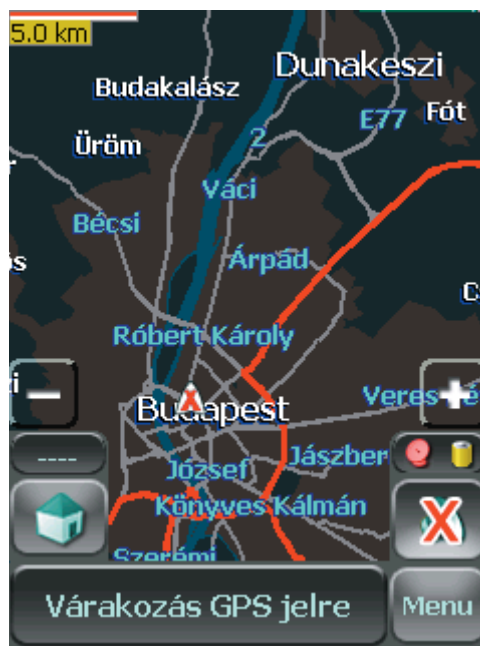 5.0 km
Dunakeszi
Budakalász
E77
Fót
Üröm
2
Váci
Bécsi
Árpád
Róbert Károly
Budapest
József
Jászber
Könyves Kálmán
Szerémi
----
Várakozás GPS jelre
Menu